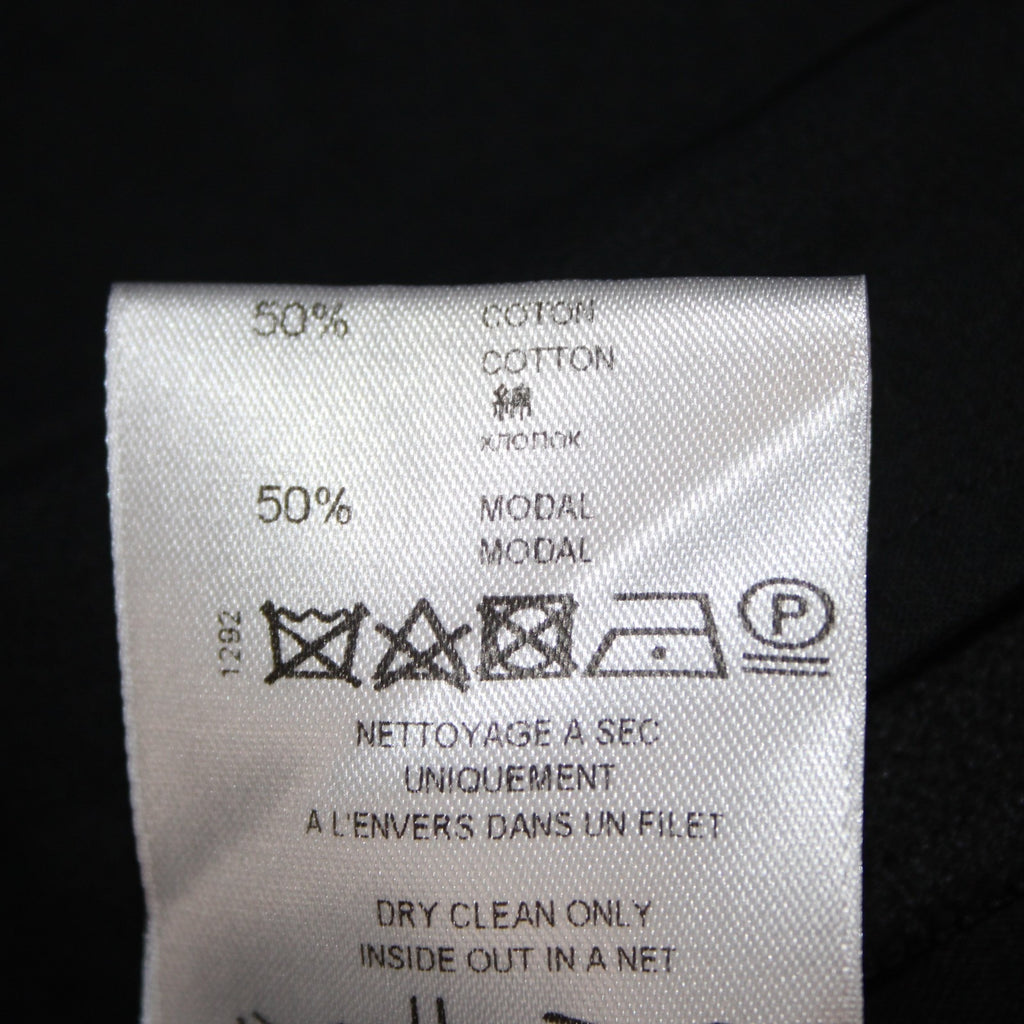 50% COTON
COTTON
綿
хлопок
50% MODAL
MODAL
1292
P
NETTOYAGE A SEC
UNIQUEMENT
A L'ENVERS DANS UN FILET
DRY CLEAN ONLY
INSIDE OUT IN A NET